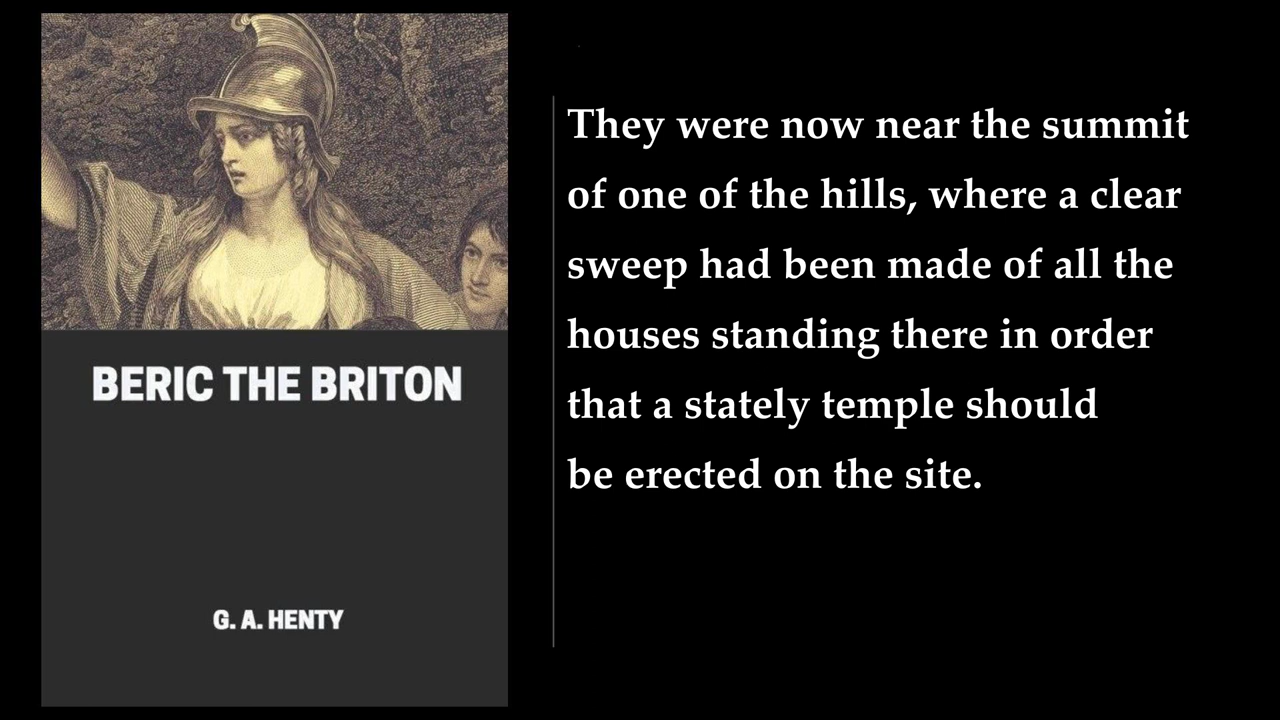 BERIC THE BRITON
G. A. HENTY
They were now near the summit
of one of the hills, where a clear
sweep had been made of all the
houses standing there in order
that a stately temple should
be erected on the site.